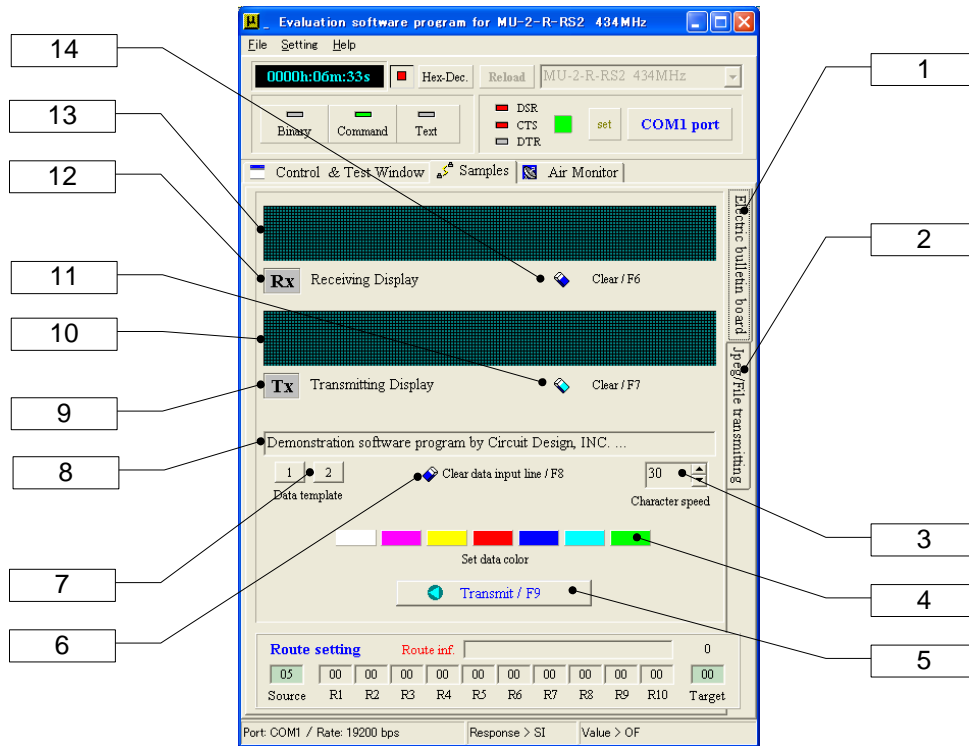 µ _ Evaluation software program for MU-2-R-RS2 434MHz
File Setting Help
0000h:06m:33s Hex-Dec. Reload MU-2-R-RS2 434MHz
Binary Command Text
DSR
CTS
DTR
set COM1 port
Control & Test Window Samples Air Monitor
Electric bulletin board
Jpeg/File transmitting
Rx Receiving Display Clear / F6
Tx Transmitting Display Clear / F7
Demonstration software program by Circuit Design, INC. ...
1 2 Clear data input line / F8 30
Data template Character speed
Set data color
Transmit / F9
Route setting Route inf. 0
05 00 00 00 00 00 00 00 00 00 00 00
Source R1 R2 R3 R4 R5 R6 R7 R8 R9 R10 Target
Port: COM1 / Rate: 19200 bps Response > SI Value > OF
14
13
12
11
10
9
8
7
6
1
2
3
4
5